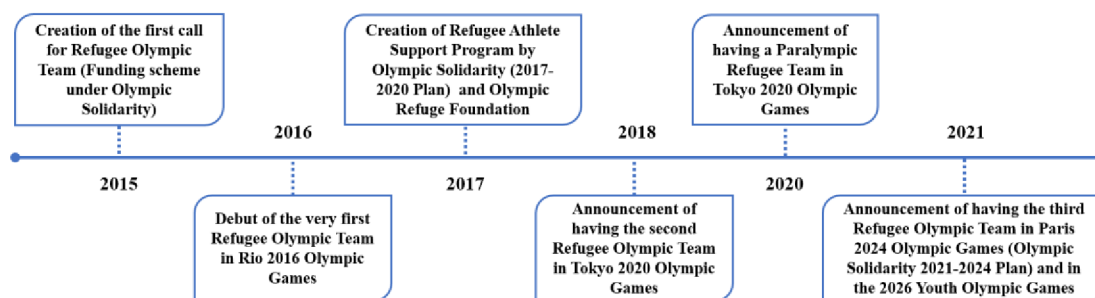 Creation of the first call
for Refugee Olympic
Team (Funding scheme
under Olympic
Solidarity)
Creation of Refugee Athlete
Support Program by
Olympic Solidarity (2017-
2020 Plan) and Olympic
Refuge Foundation
Announcement of
having a Paralympic
Refugee Team in
Tokyo 2020 Olympic
Games
2016
2018
2021
2015
2017
2020
Debut of the very first
Refugee Olympic Team
in Rio 2016 Olympic
Games
Announcement of
having the second
Refugee Olympic Team
in Tokyo 2020 Olympic
Games
Announcement of having the third
Refugee Olympic Team in Paris
2024 Olympic Games (Olympic
Solidarity 2021-2024 Plan) and in
the 2026 Youth Olympic Games